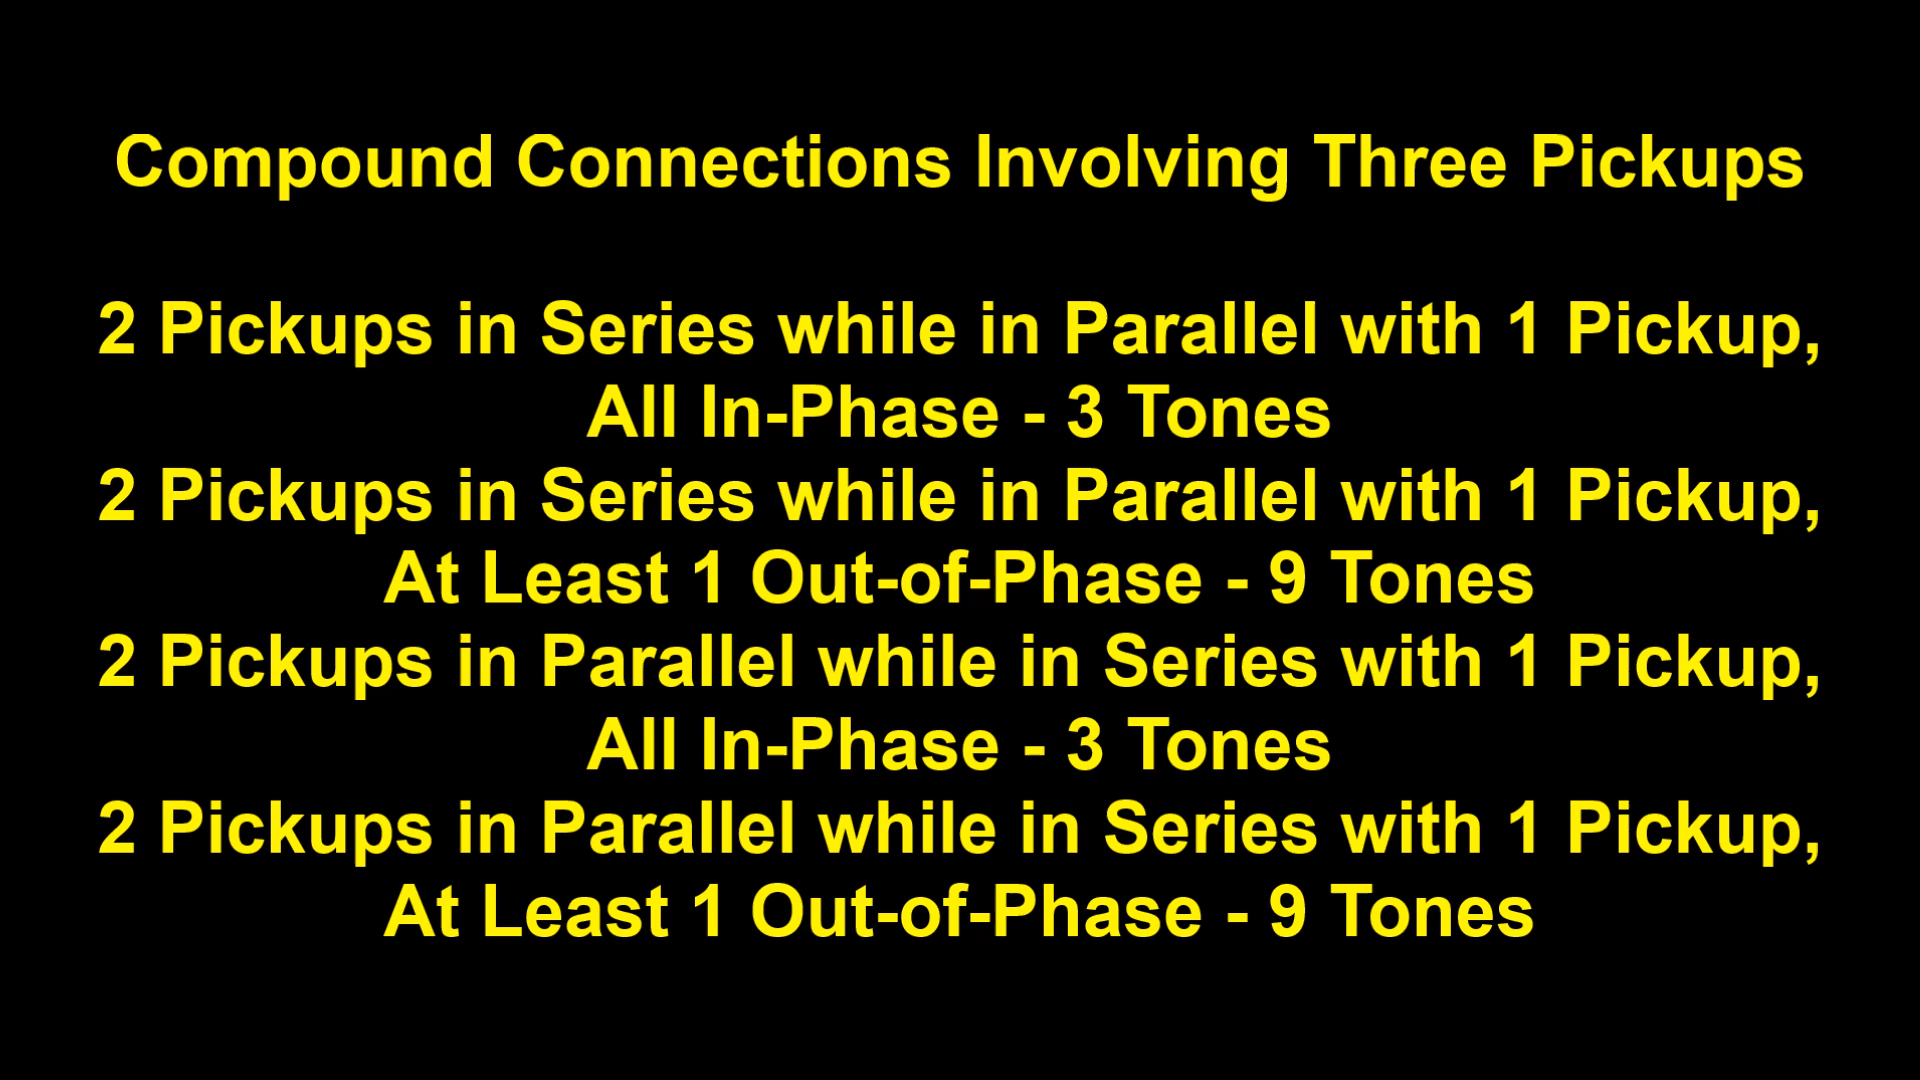 Compound Connections Involving Three Pickups
2 Pickups in Series while in Parallel with 1 Pickup,
All In-Phase - 3 Tones
2 Pickups in Series while in Parallel with 1 Pickup,
At Least 1 Out-of-Phase - 9 Tones
2 Pickups in Parallel while in Series with 1 Pickup,
All In-Phase - 3 Tones
2 Pickups in Parallel while in Series with 1 Pickup,
At Least 1 Out-of-Phase - 9 Tones